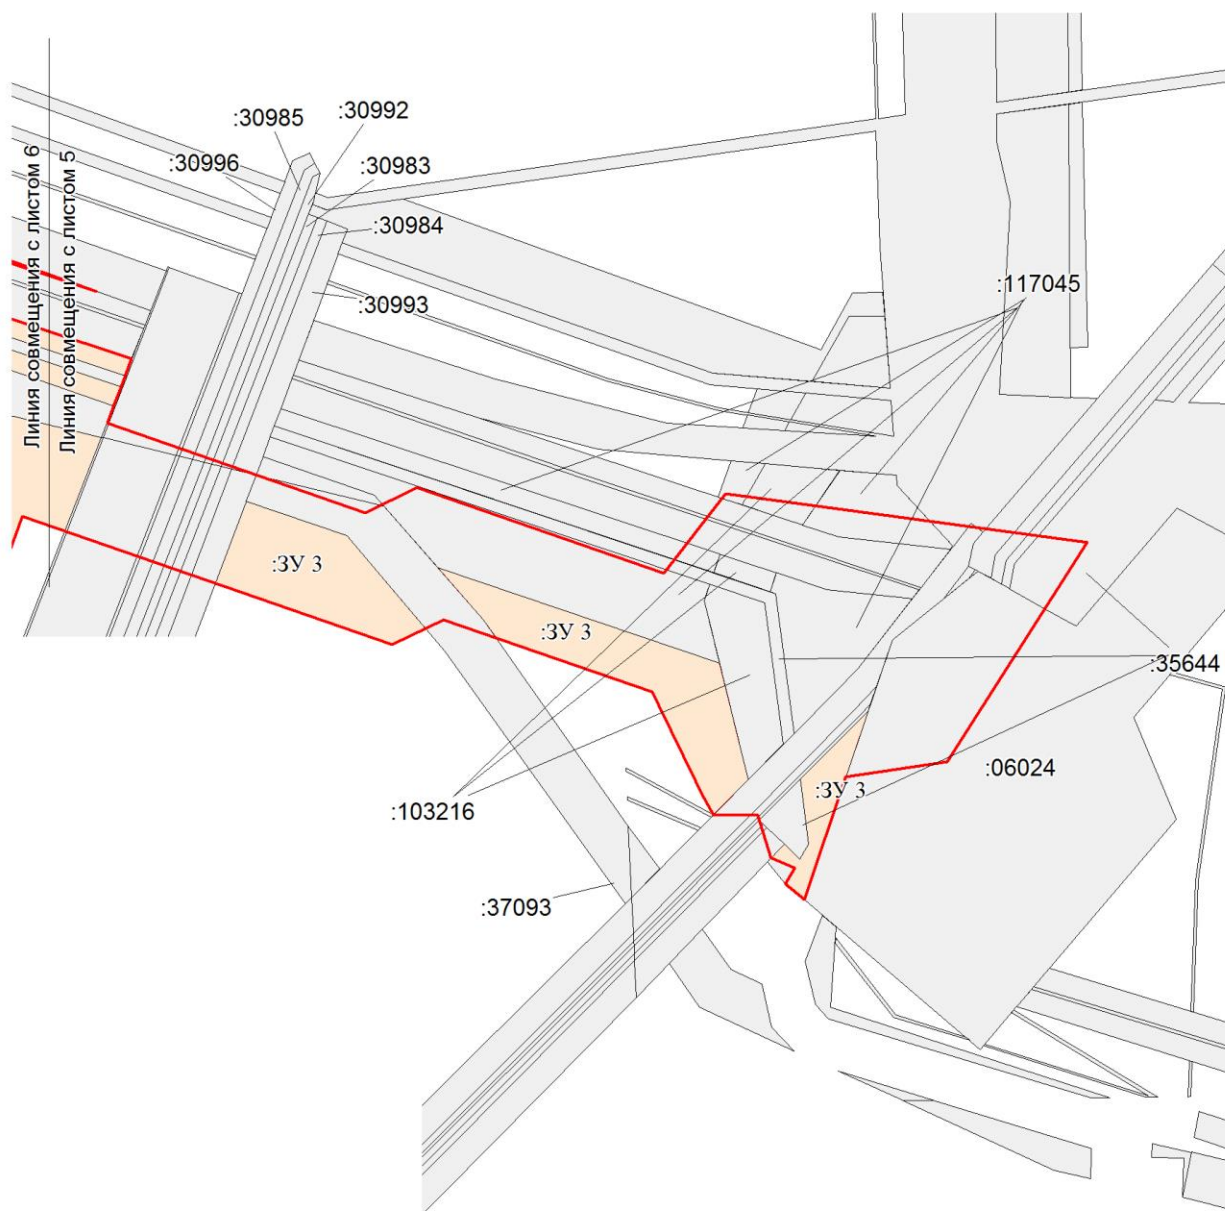 :30985
:30992
:30996
:30983
:30984
:30993
:117045
Линия совмещения с листом 6
Линия совмещения с листом 5
:ЗУ 3
:ЗУ 3
:35644
:06024
:ЗУ 3
:103216
:37093